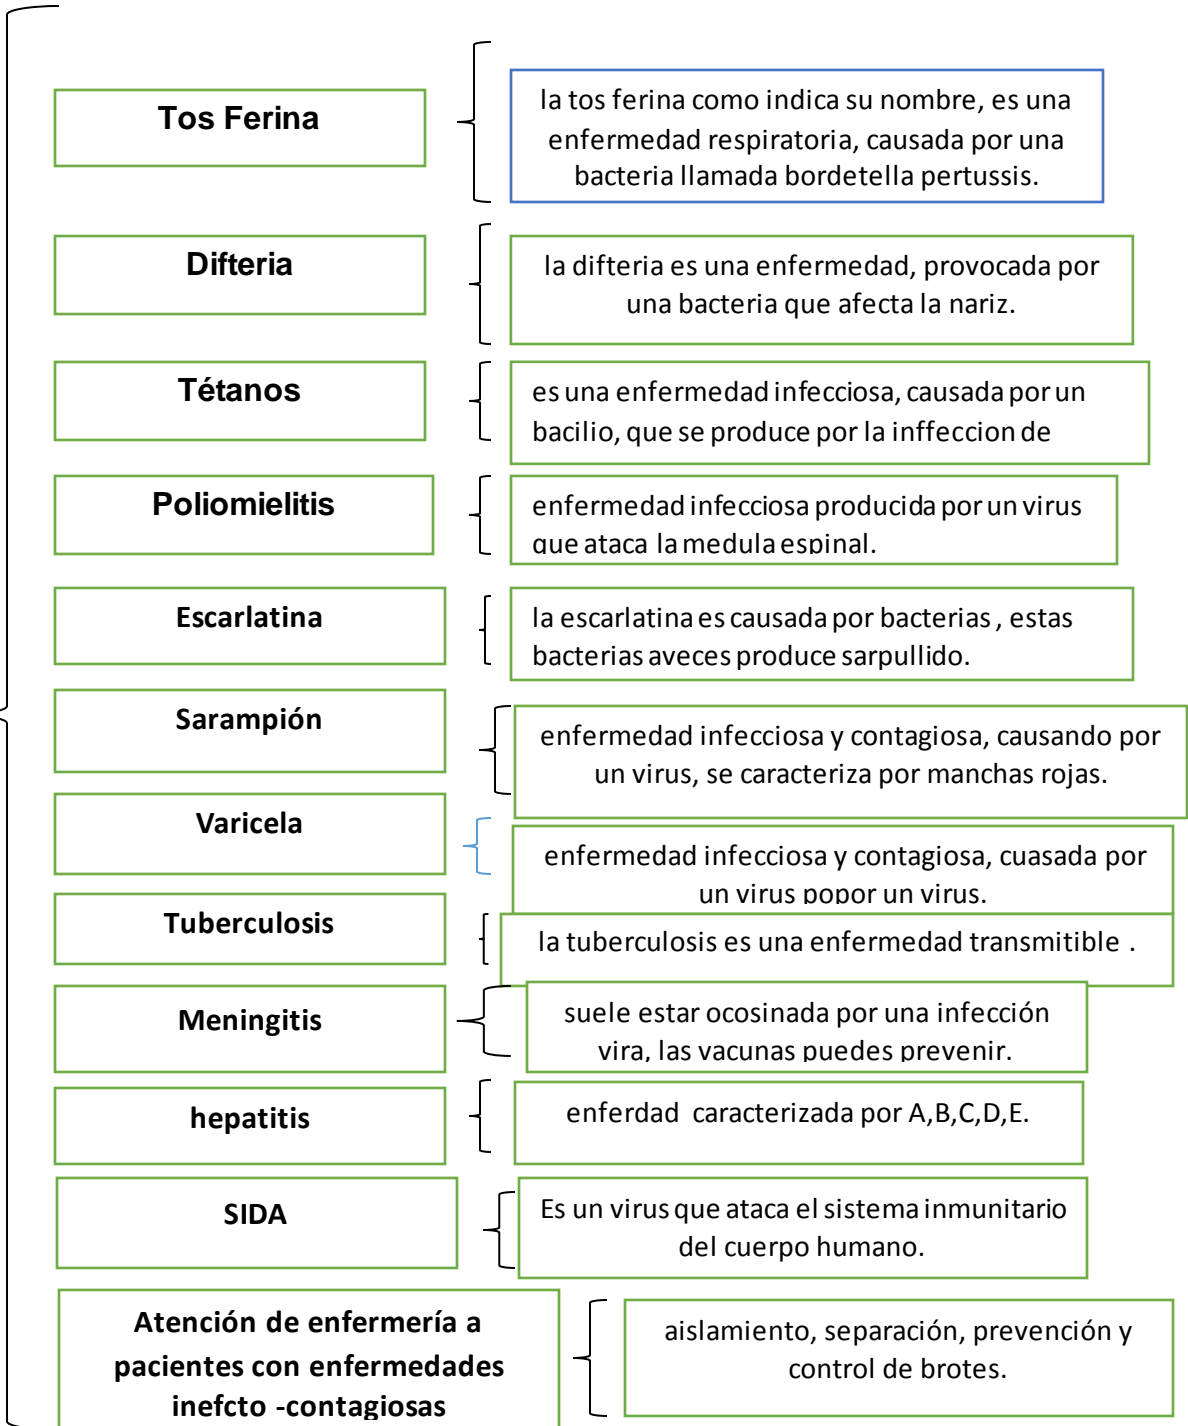 Tos Ferina
la tos ferina como indica su nombre, es una
enfermedad respiratoria, causada por una
bacteria llamada bordetella pertussis.
Difteria
la difteria es una enfermedad, provocada por
una bacteria que afecta la nariz.
Tétanos
es una enfermedad infecciosa, causada por un
bacilio, que se produce por la inffeccion de
Poliomielitis
enfermedad infecciosa producida por un virus
que ataca la medula espinal.
Escarlatina
la escarlatina es causada por bacterias , estas
bacterias aveces produce sarpullido.
Sarampión
enfermedad infecciosa y contagiosa, causando por
un virus, se caracteriza por manchas rojas.
Varicela
enfermedad infecciosa y contagiosa, cuasada por
un virus popor un virus.
Tuberculosis
la tuberculosis es una enfermedad transmitible .
Meningitis
suele estar ocosinada por una infección
vira, las vacunas puedes prevenir.
hepatitis
enferdad caracterizada por A,B,C,D,E.
SIDA
Es un virus que ataca el sistema inmunitario
del cuerpo humano.
Atención de enfermería a
pacientes con enfermedades
inefcto -contagiosas
aislamiento, separación, prevención y
control de brotes.